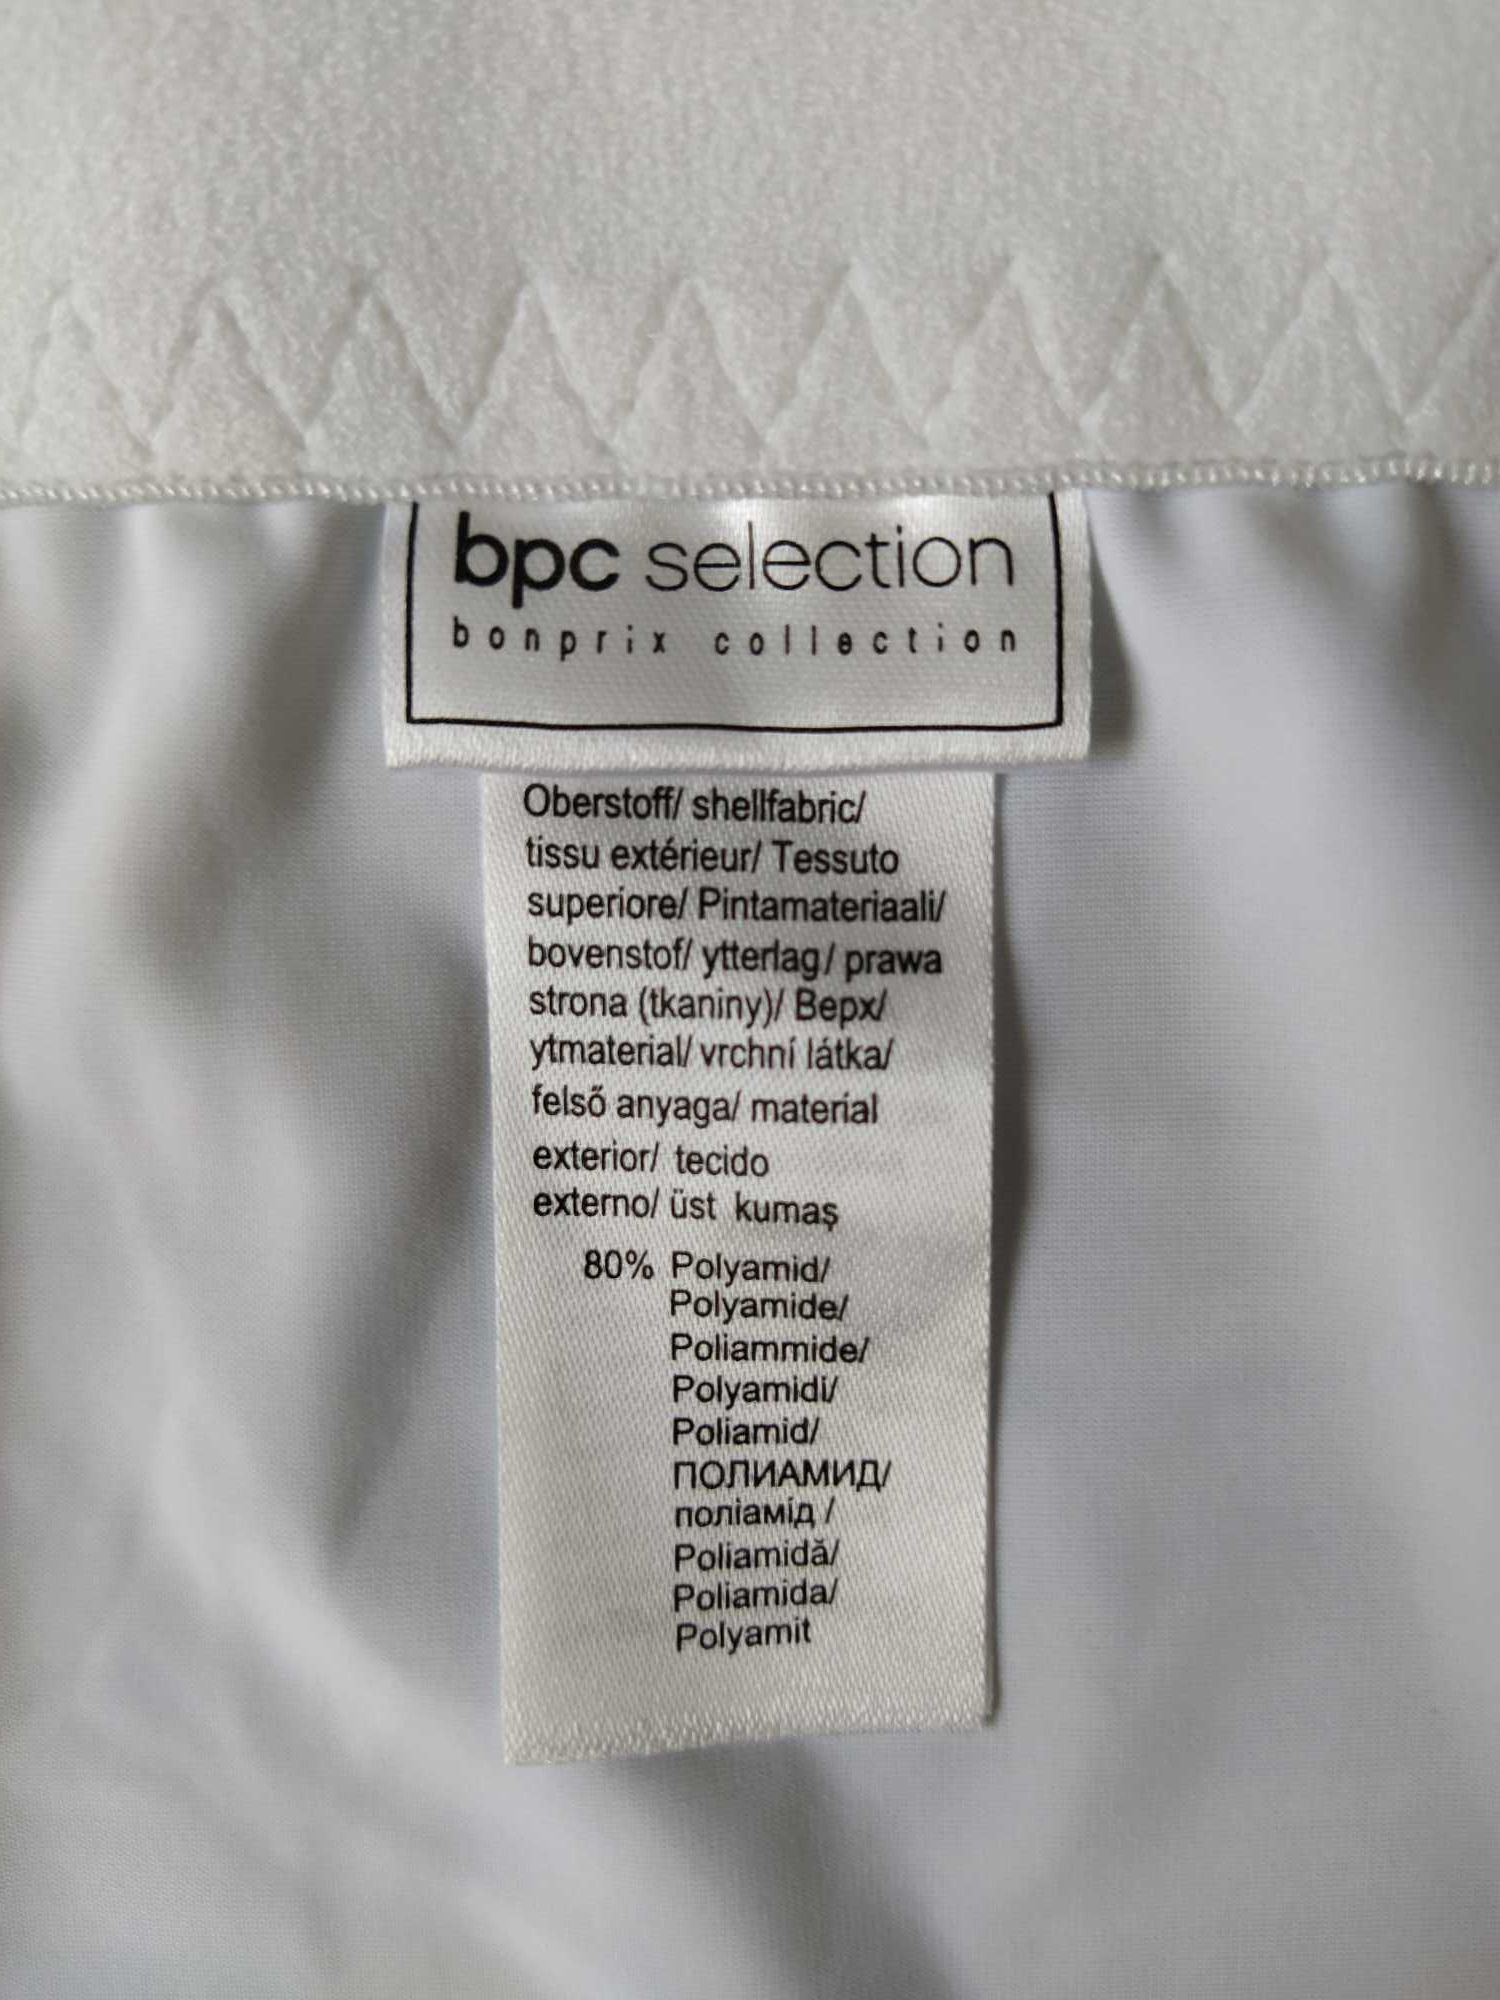 bpc selection
bonprix collection
Oberstoff/ shellfabric/
tissu extérieur/ Tessuto
superiore/ Pintamateriaali/
bovenstof/ ytterlag/ prawa
strona (tkaniny)/ Верх/
ytmaterial/ vrchní látka/
felső anyaga/ material
exterior/ tecido
externo/ üst kumaş
80% Polyamid/
Polyamide/
Poliammide/
Polyamidi/
Poliamid/
ПОЛИАМИД/
поліамід /
Poliamidă/
Poliamida/
Polyamit